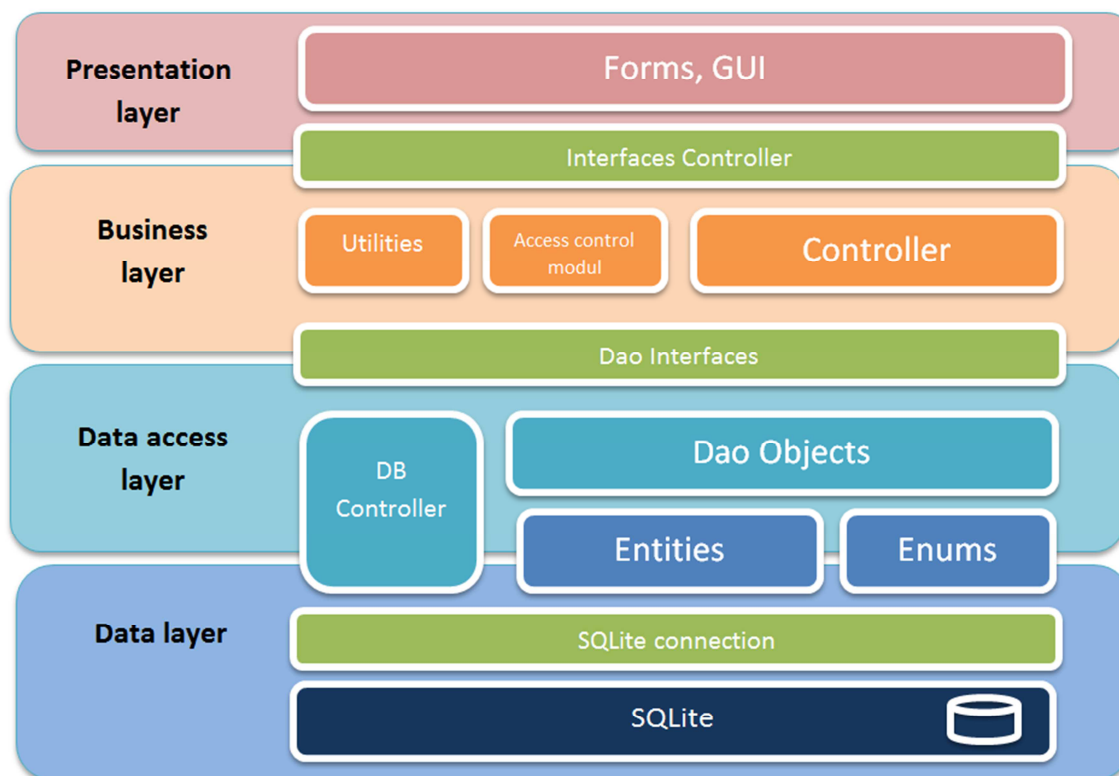 Presentation
layer
Forms, GUI
Interfaces Controller
Business
layer
Utilities
Access control
modul
Controller
Dao Interfaces
Data access
layer
DB
Controller
Dao Objects
Entities
Enums
Data layer
SQLite connection
SQLite